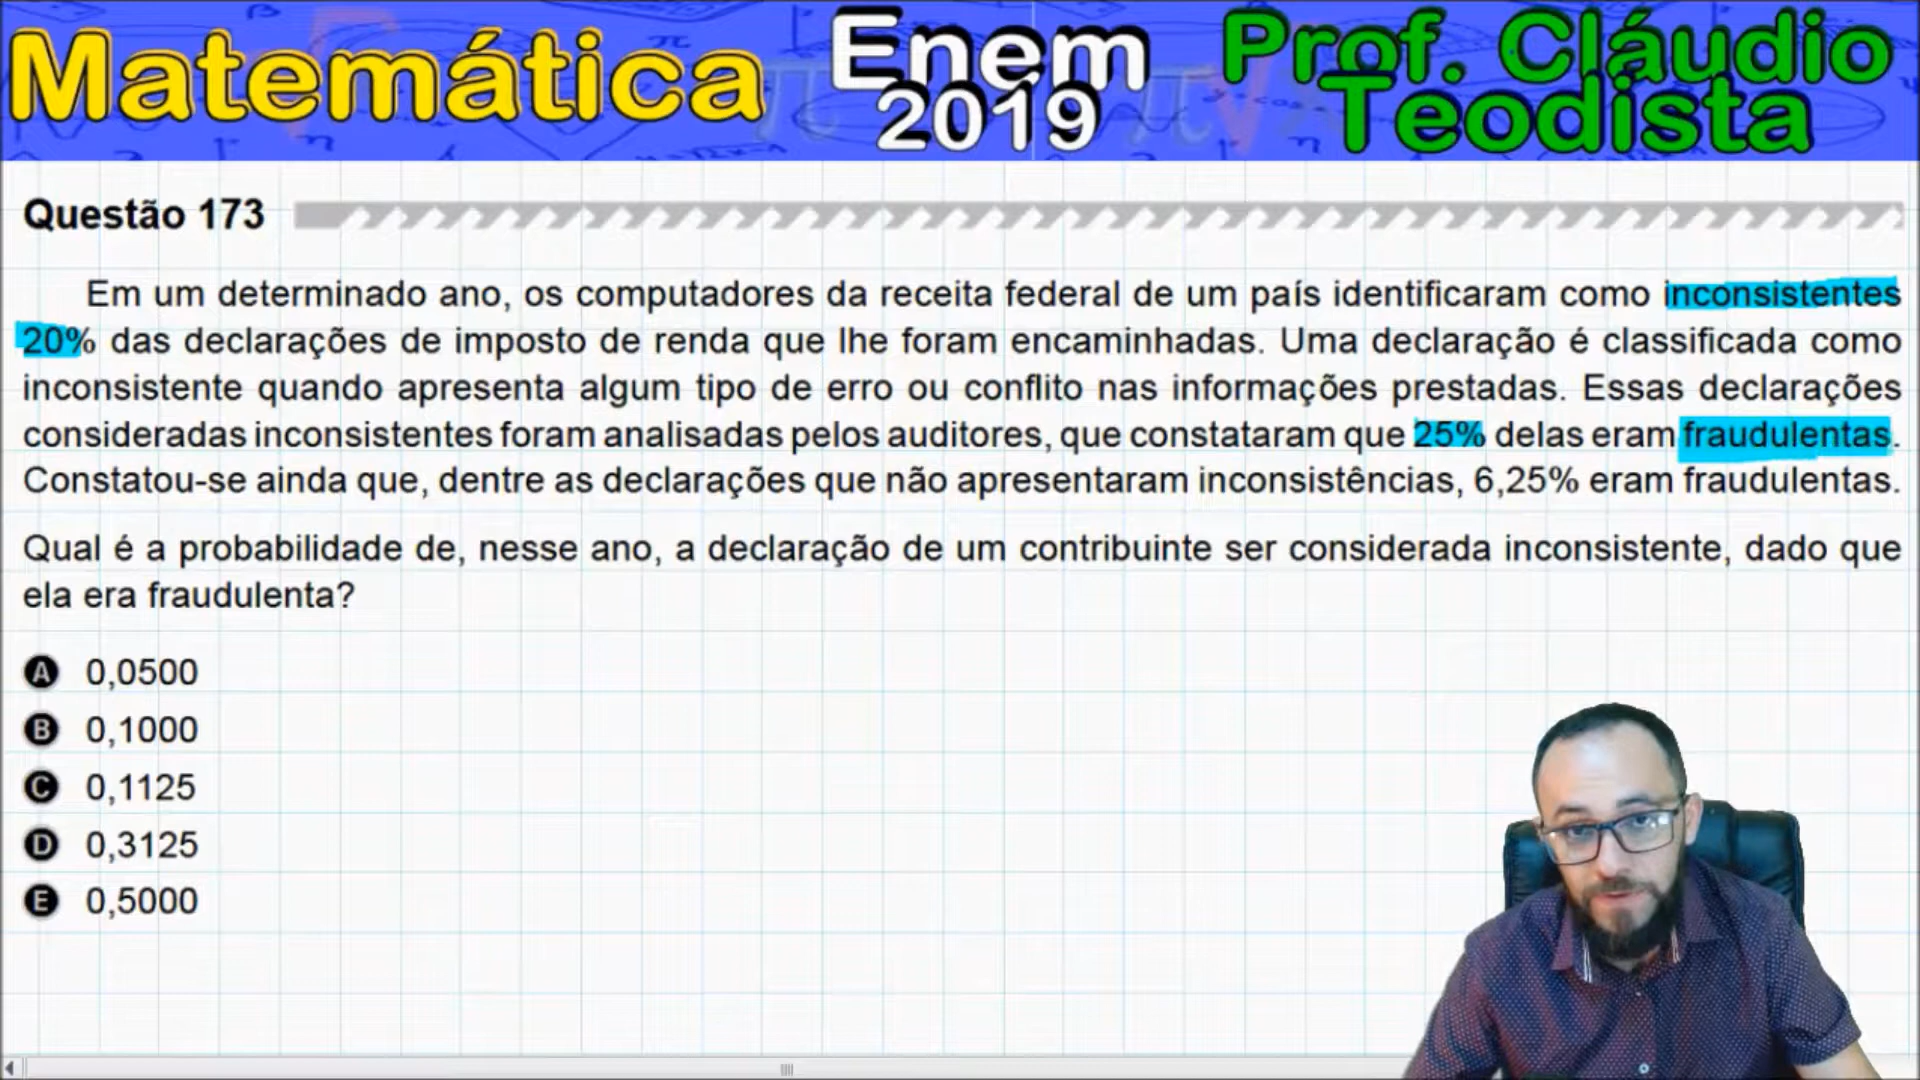 Matemática
Enem
2019
Prof. Cláudio
Teodista
Questão 173
Em um determinado ano, os computadores da receita federal de um país identificaram como inconsistentes
20% das declarações de imposto de renda que lhe foram encaminhadas. Uma declaração é classificada como
inconsistente quando apresenta algum tipo de erro ou conflito nas informações prestadas. Essas declarações
consideradas inconsistentes foram analisadas pelos auditores, que constataram que 25% delas eram fraudulentas.
Constatou-se ainda que, dentre as declarações que não apresentaram inconsistências, 6,25% eram fraudulentas.
Qual é a probabilidade de, nesse ano, a declaração de um contribuinte ser considerada inconsistente, dado que
ela era fraudulenta?
A 0,0500
B 0,1000
C 0,1125
D 0,3125
E 0,5000